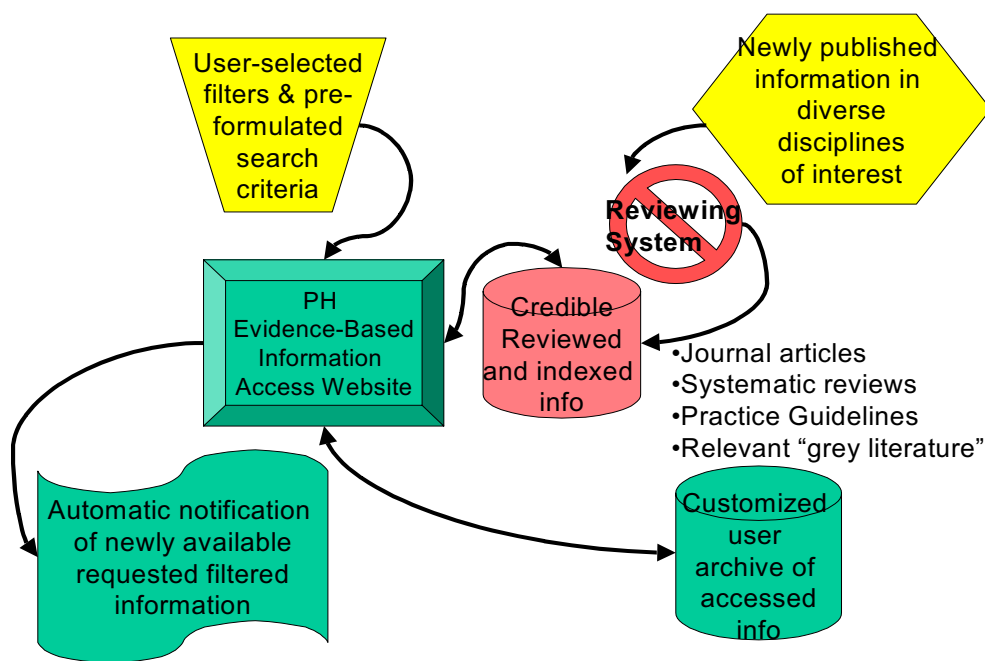 User-selected
filters & pre-
formulated
search
criteria
Newly published
information in
diverse
disciplines
of interest
Reviewing
System
PH
Evidence-Based
Information
Access Website
Credible
Reviewed
and indexed
info
•Journal articles
•Systematic reviews
•Practice Guidelines
•Relevant “grey literature”
Automatic notification
of newly available
requested filtered
information
Customized
user
archive of
accessed
info